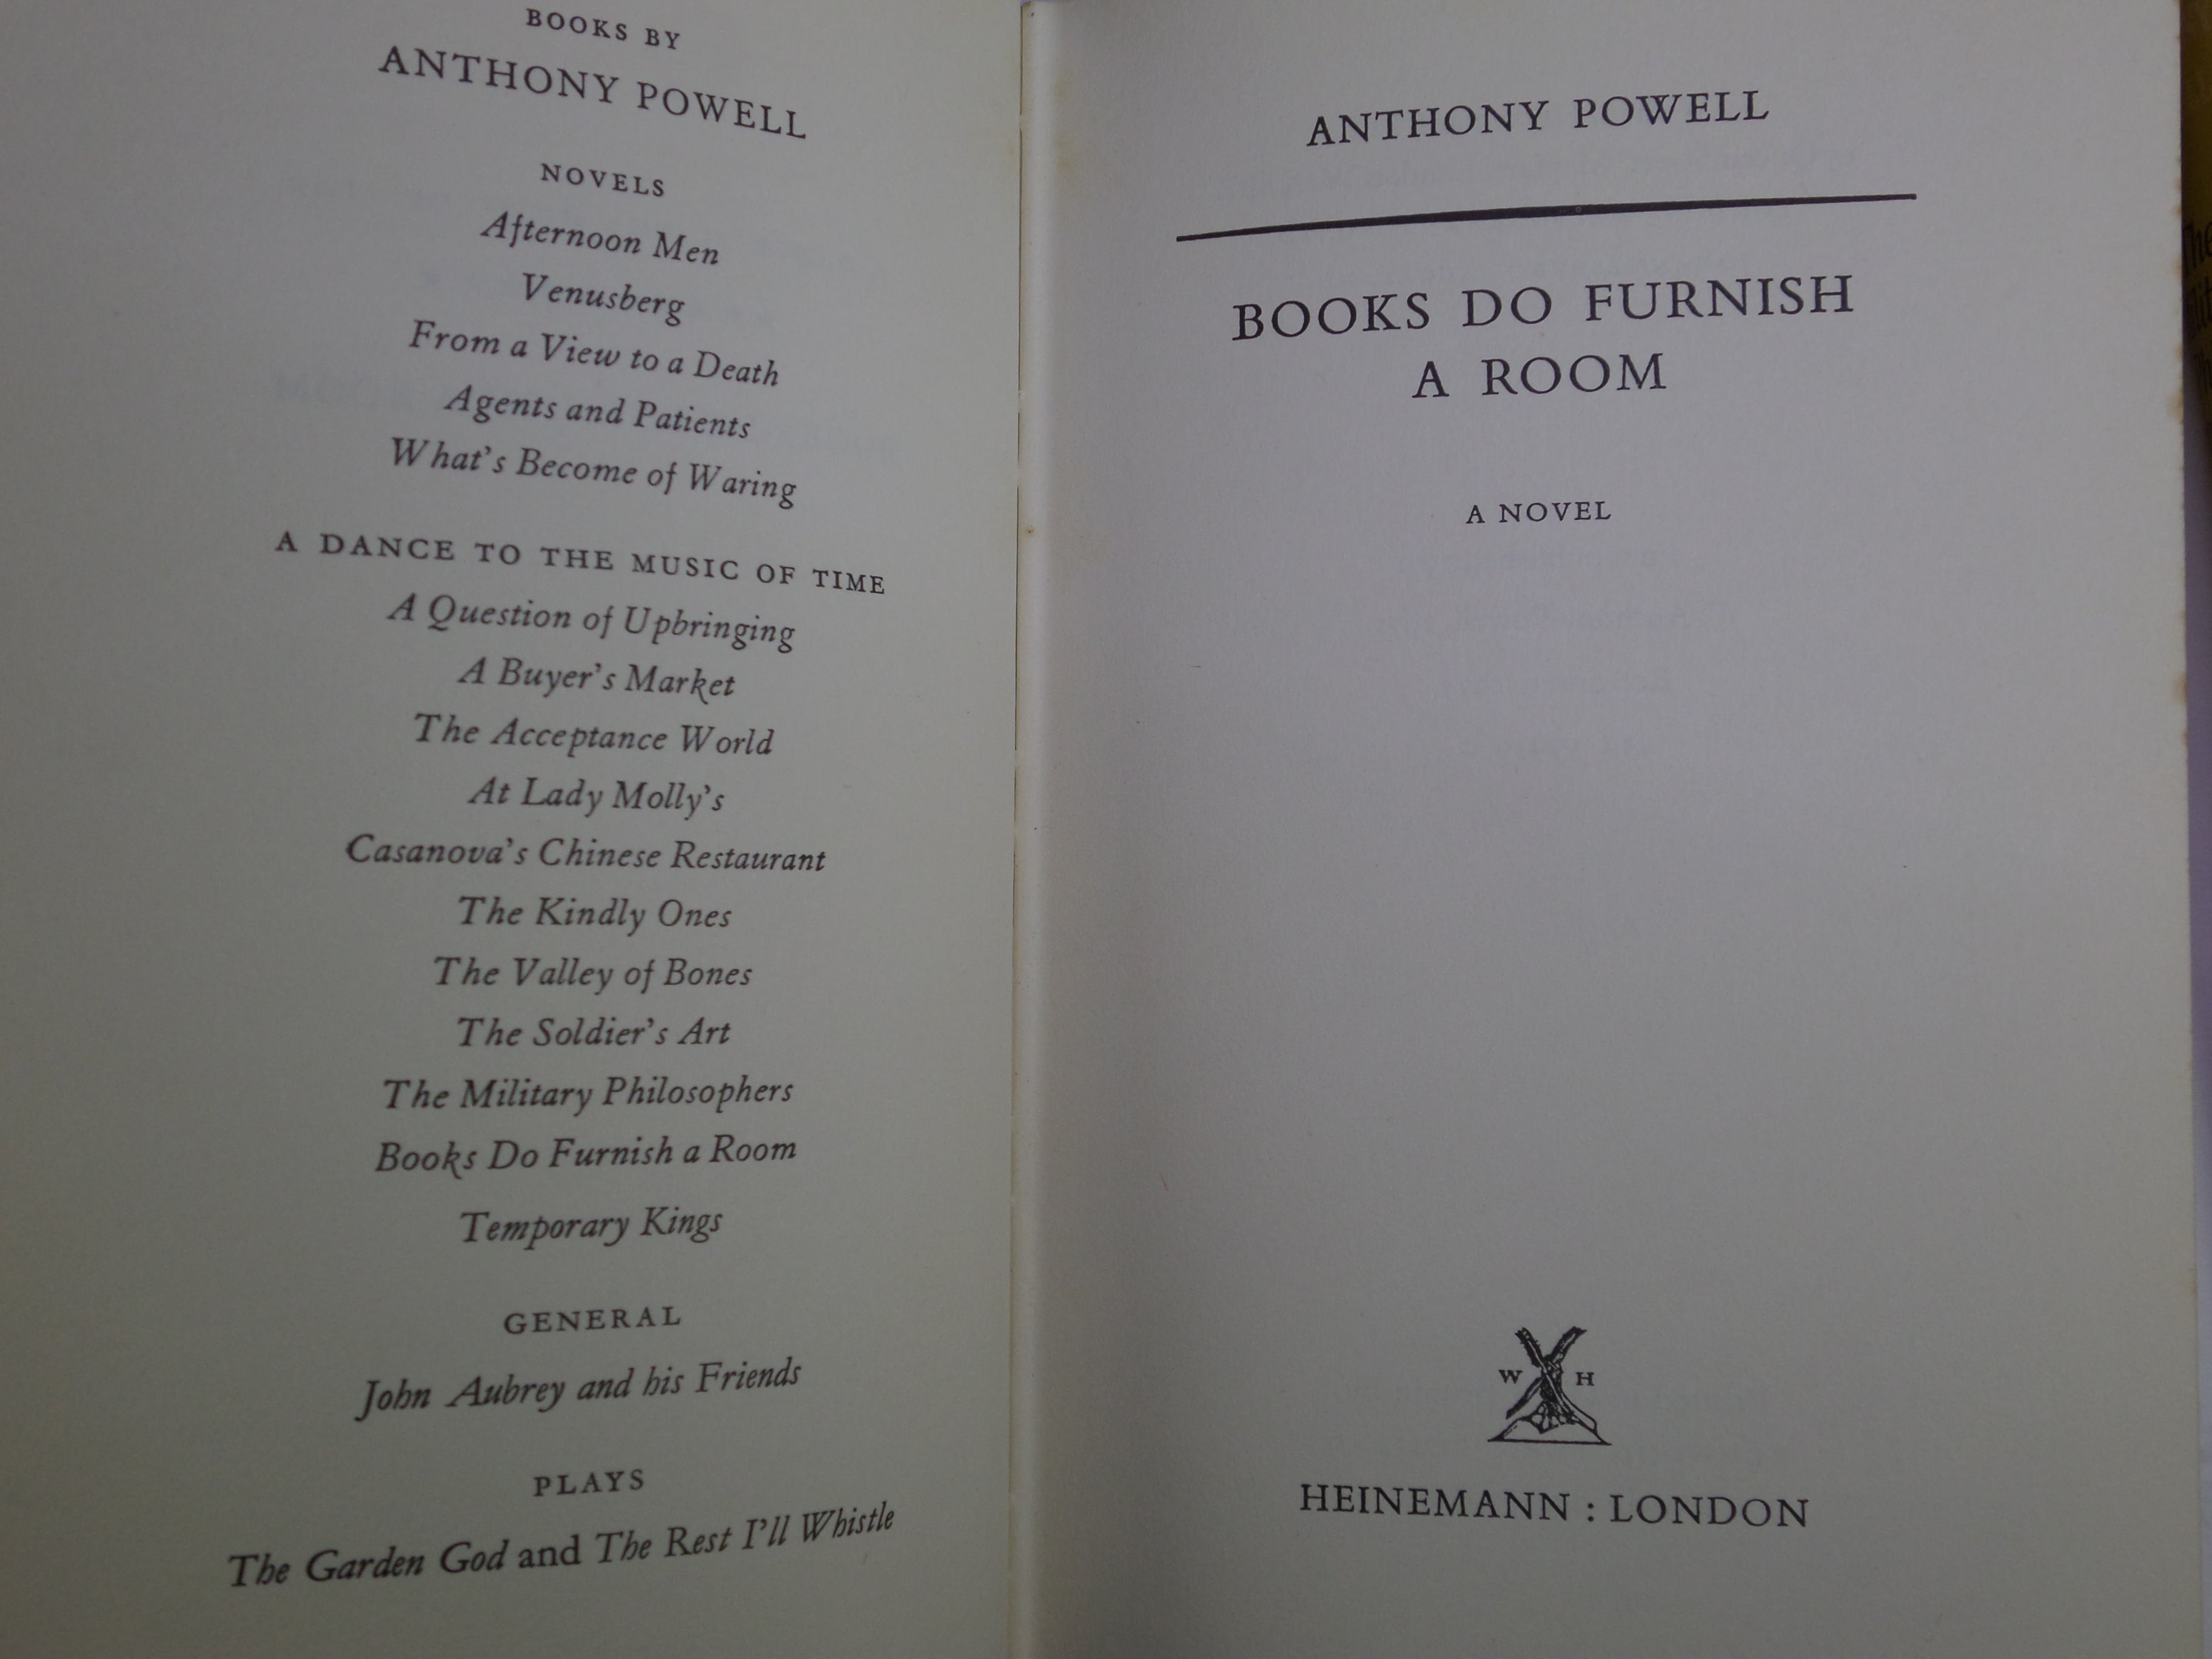 BOOKS BY
ANTHONY POWELL
NOVELS
Afternoon Men
Venusberg
From a View to a Death
Agents and Patients
What's Become of Waring
A DANCE TO THE MUSIC OF TIME
A Question of Upbringing
A Buyer's Market
The Acceptance World
At Lady Molly's
Casanova's Chinese Restaurant
The Kindly Ones
The Valley of Bones
The Soldier's Art
The Military Philosophers
Books Do Furnish a Room
Temporary Kings
GENERAL
John Aubrey and his Friends
PLAYS
The Garden God and The Rest I'll Whistle
ANTHONY POWELL
BOOKS DO FURNISH
A ROOM
A NOVEL
W H
HEINEMANN : LONDON